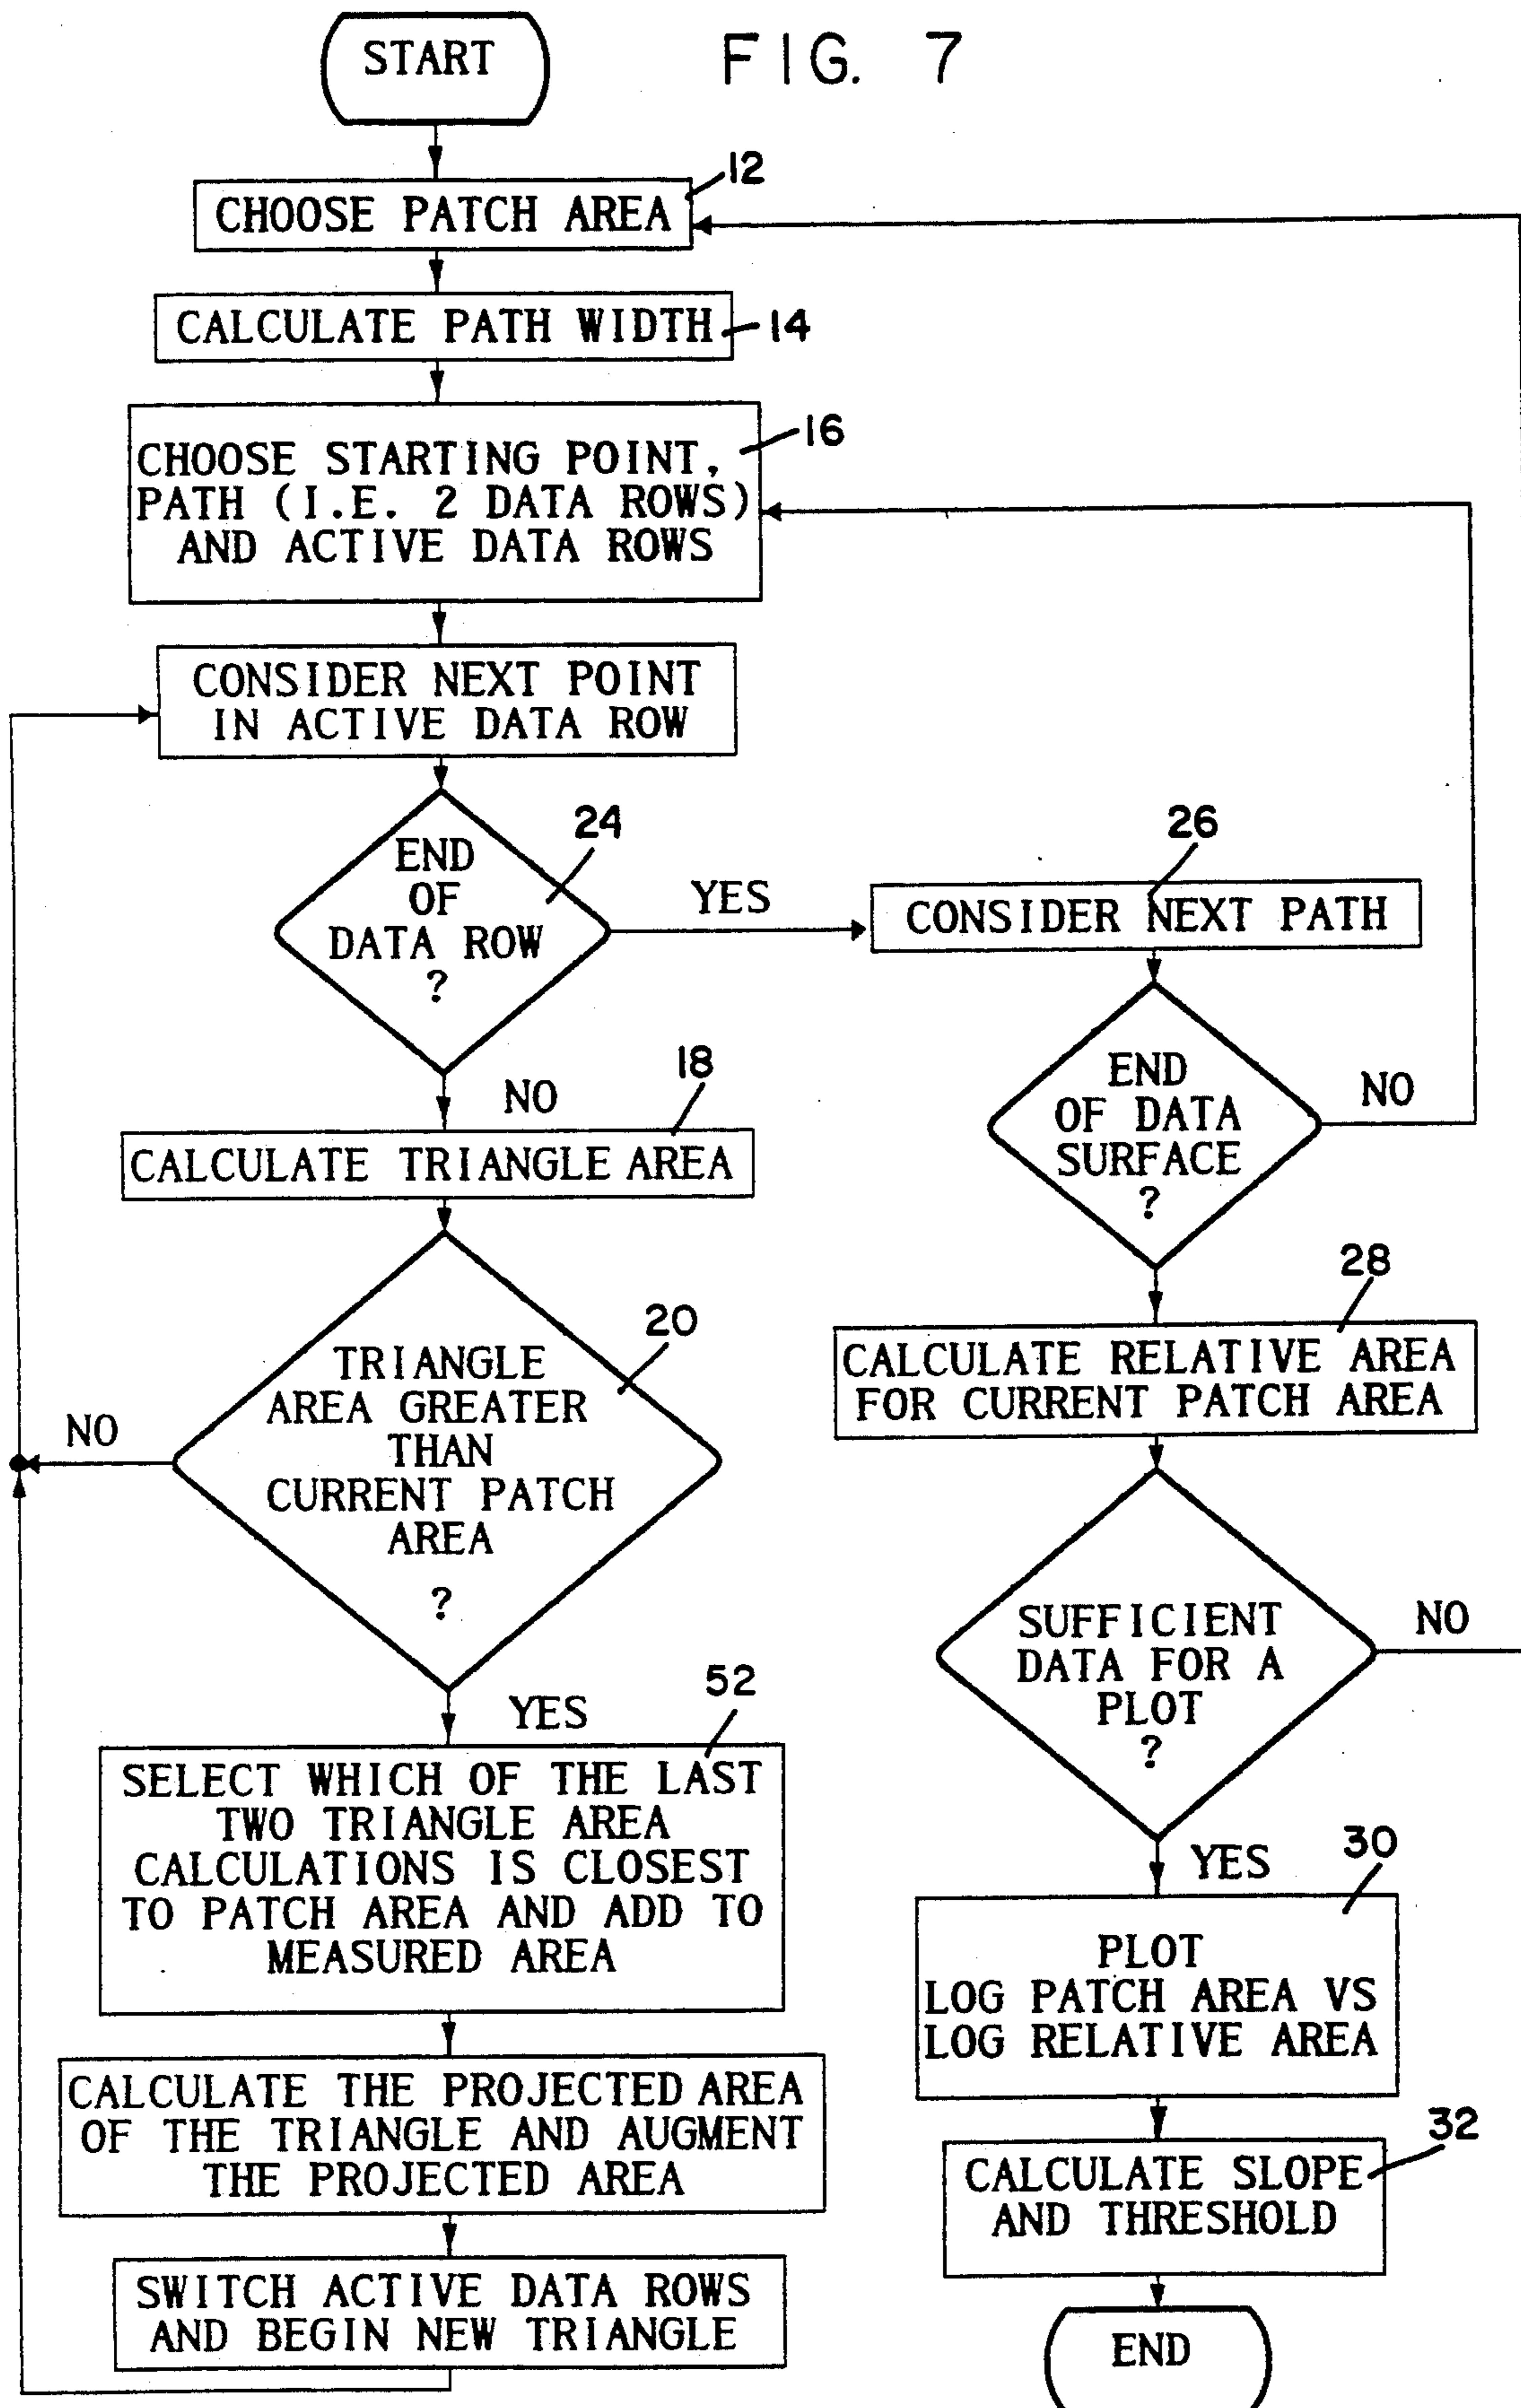 START
FIG. 7
12
CHOOSE PATCH AREA
CALCULATE PATH WIDTH
14
16
CHOOSE STARTING POINT,
PATH (I.E. 2 DATA ROWS)
AND ACTIVE DATA ROWS
CONSIDER NEXT POINT
IN ACTIVE DATA ROW
24
END
OF
DATA ROW
?
YES
NO
26
CONSIDER NEXT PATH
END
OF DATA
SURFACE
?
NO
18
CALCULATE TRIANGLE AREA
20
TRIANGLE
AREA GREATER
THAN
CURRENT PATCH
AREA
?
NO
YES
28
CALCULATE RELATIVE AREA
FOR CURRENT PATCH AREA
SUFFICIENT
DATA FOR A
PLOT
?
NO
YES
52
SELECT WHICH OF THE LAST
TWO TRIANGLE AREA
CALCULATIONS IS CLOSEST
TO PATCH AREA AND ADD TO
MEASURED AREA
CALCULATE THE PROJECTED AREA
OF THE TRIANGLE AND AUGMENT
THE PROJECTED AREA
SWITCH ACTIVE DATA ROWS
AND BEGIN NEW TRIANGLE
30
PLOT
LOG PATCH AREA VS
LOG RELATIVE AREA
32
CALCULATE SLOPE
AND THRESHOLD
END